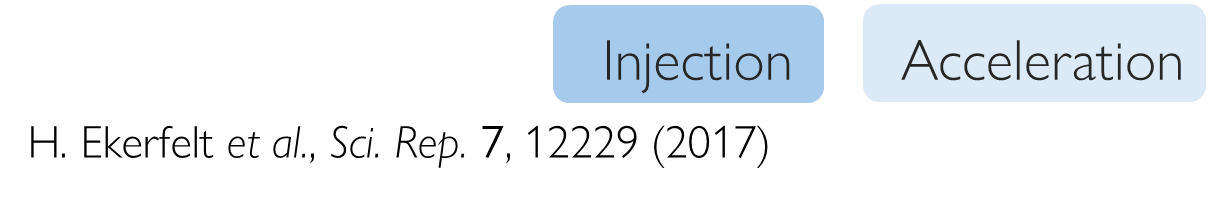 Injection Acceleration
H. Ekerfelt et al., Sci. Rep. 7, 12229 (2017)